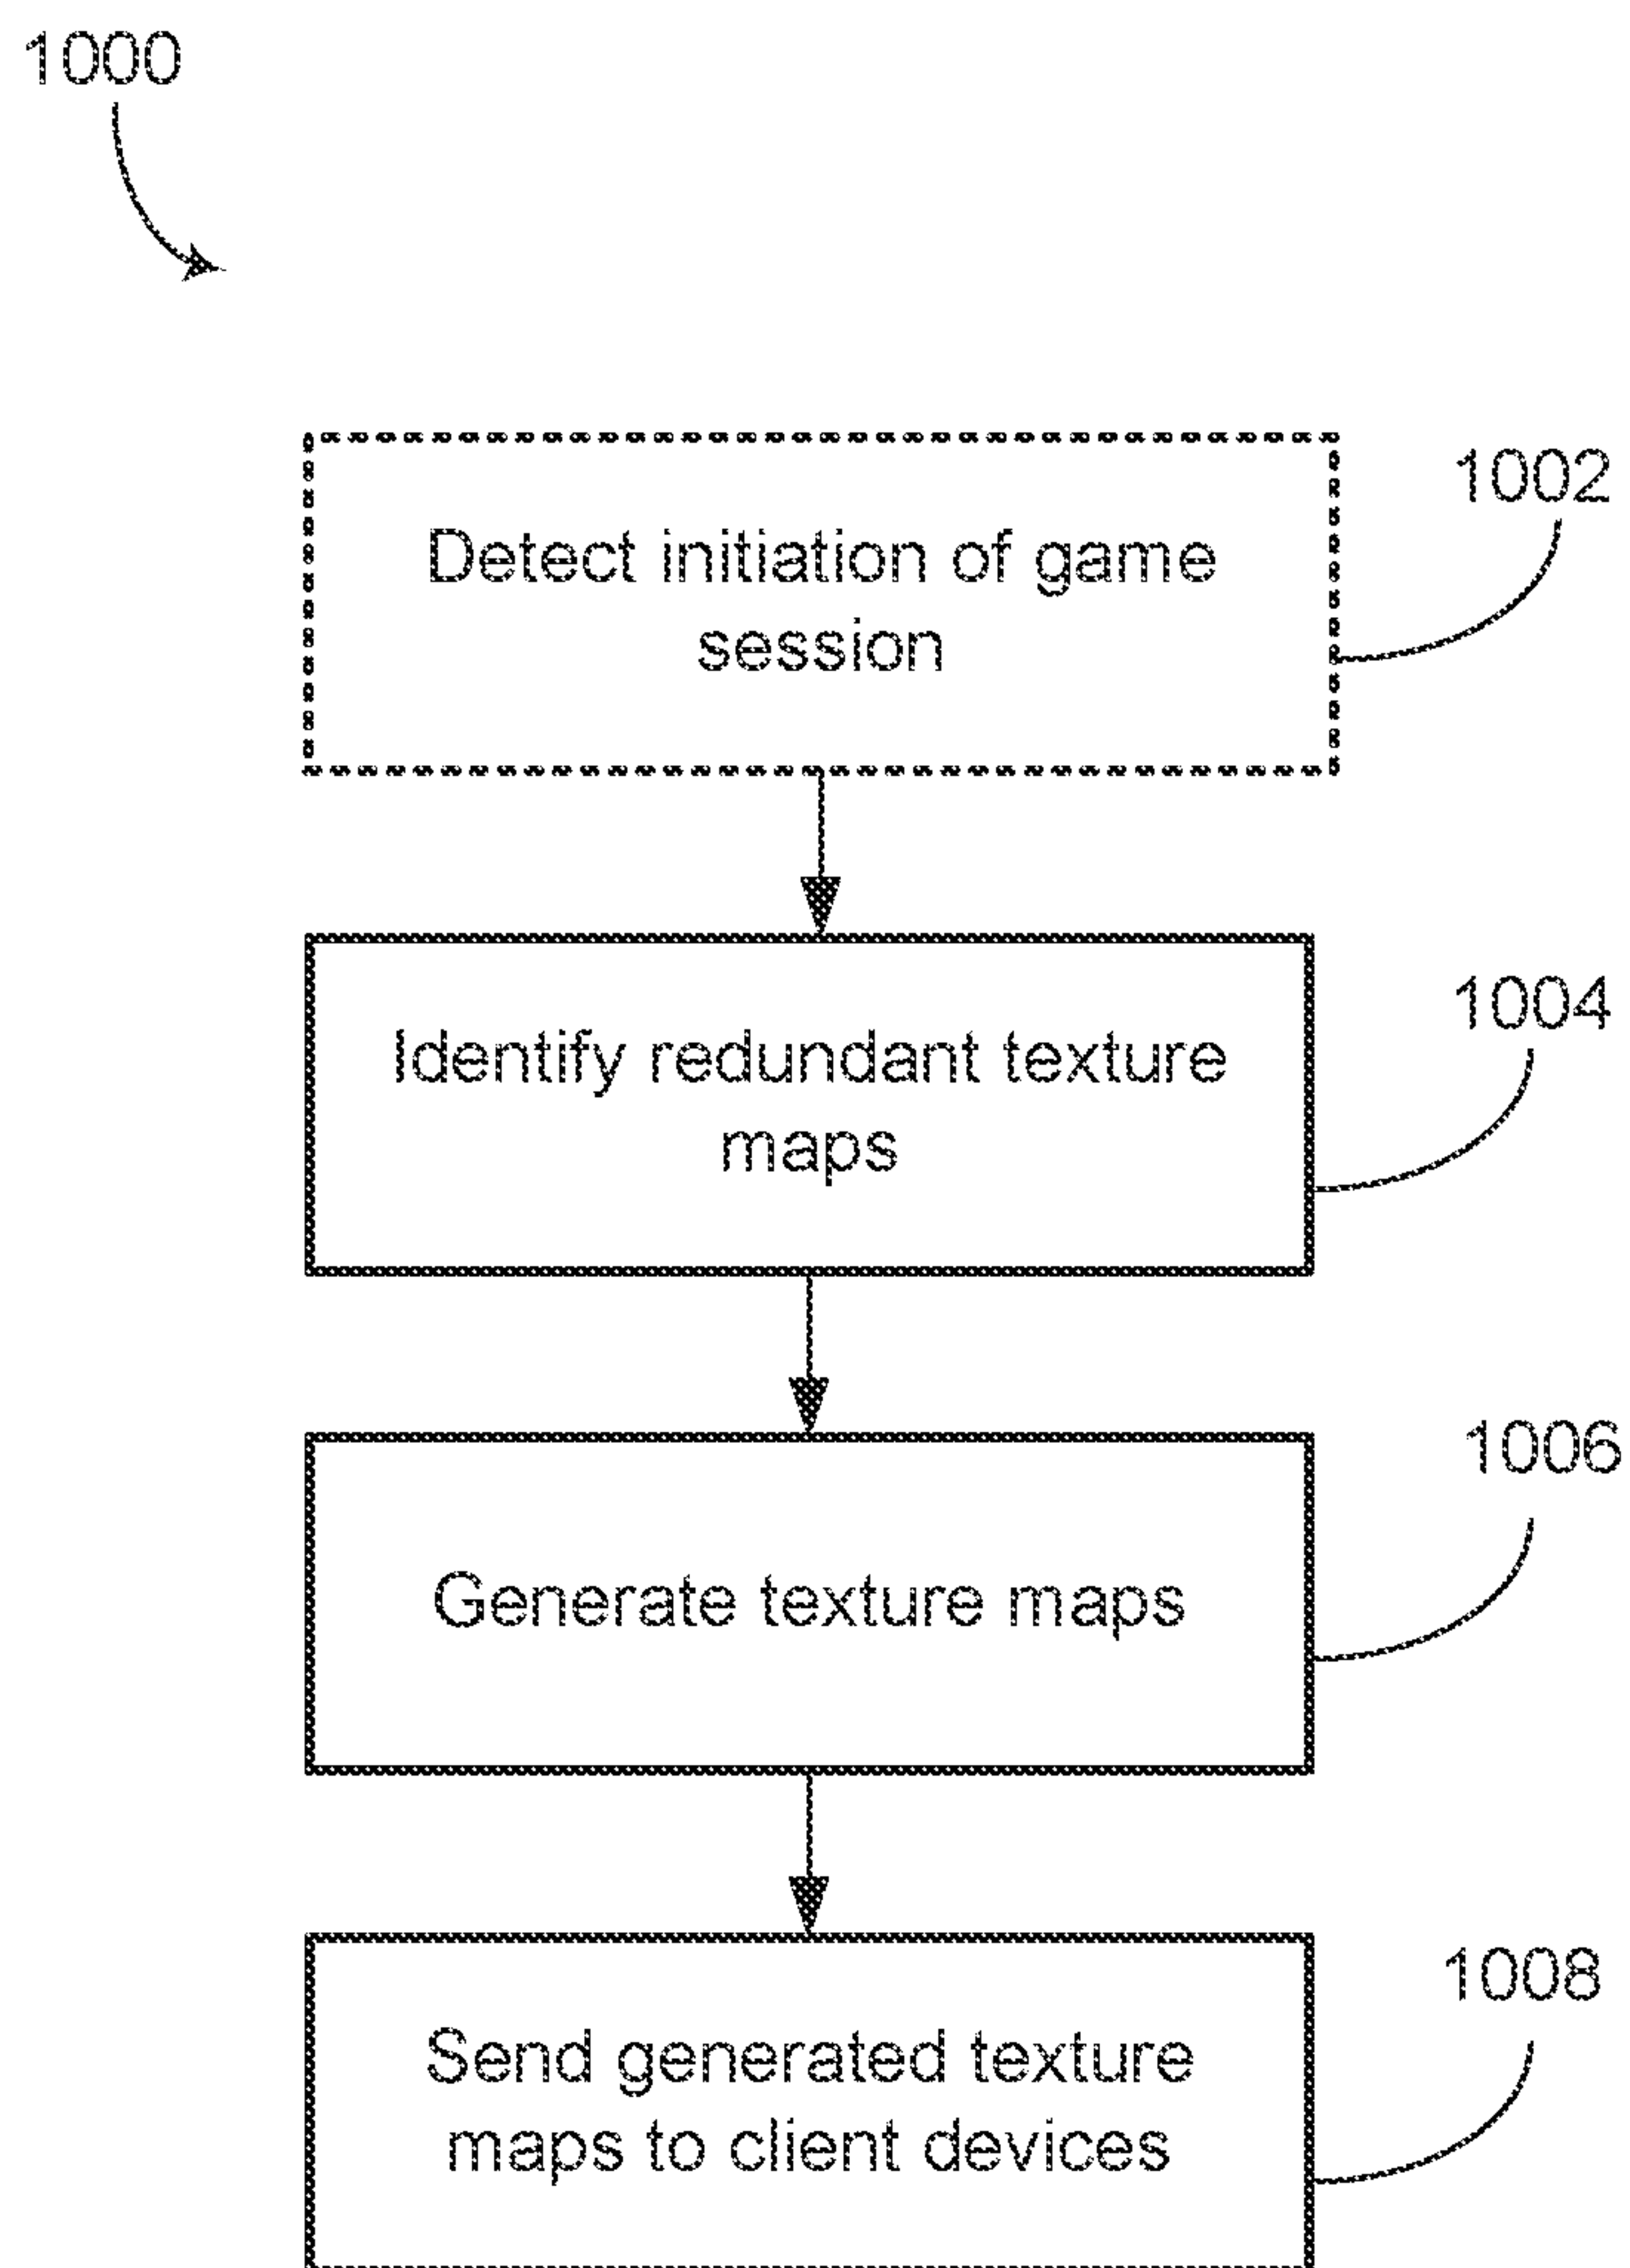 1000
1002
Detect initiation of game
session
1004
Identify redundant texture
maps
1006
Generate texture maps
1008
Send generated texture
maps to client devices